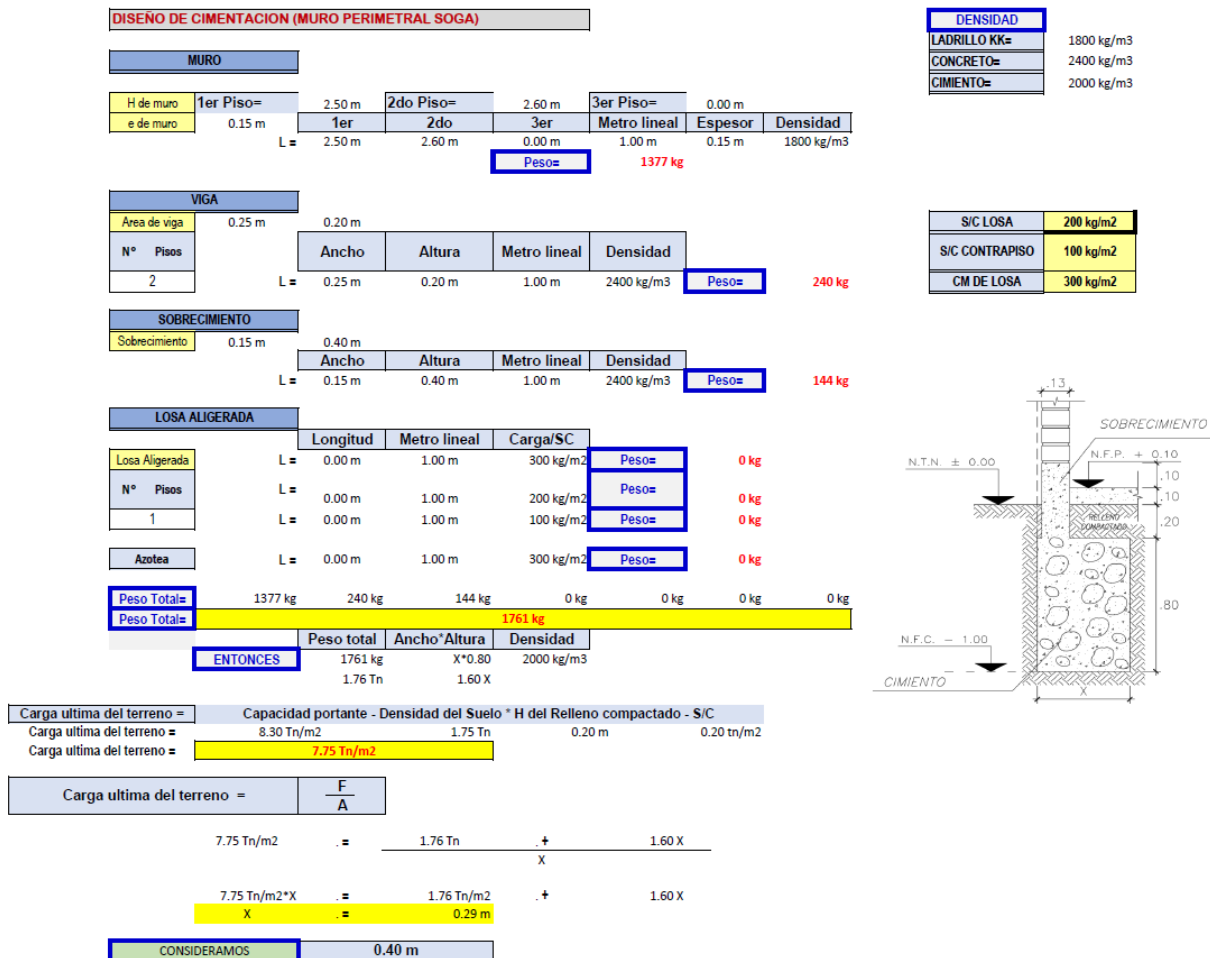 DISEÑO DE CIMENTACION (MURO PERIMETRAL SOGA)
DENSIDAD
LADRILLO KK= 1800 kg/m3
CONCRETO= 2400 kg/m3
CIMIENTO= 2000 kg/m3
MURO
H de muro 1er Piso= 2.50 m 2do Piso= 2.60 m 3er Piso= 0.00 m
e de muro 0.15 m 1er 2do 3er Metro lineal Espesor Densidad
L = 2.50 m 2.60 m 0.00 m 1.00 m 0.15 m 1800 kg/m3
Peso= 1377 kg
VIGA
Area de viga 0.25 m 0.20 m
N° Pisos Ancho Altura Metro lineal Densidad
2 L = 0.25 m 0.20 m 1.00 m 2400 kg/m3 Peso= 240 kg
S/C LOSA 200 kg/m2
S/C CONTRAPISO 100 kg/m2
CM DE LOSA 300 kg/m2
SOBRECIMIENTO
Sobrecimiento 0.15 m 0.40 m
Ancho Altura Metro lineal Densidad
L = 0.15 m 0.40 m 1.00 m 2400 kg/m3 Peso= 144 kg
LOSA ALIGERADA
Longitud Metro lineal Carga/SC
Losa Aligerada L = 0.00 m 1.00 m 300 kg/m2 Peso= 0 kg
N° Pisos L = 0.00 m 1.00 m 200 kg/m2 Peso= 0 kg
1 L = 0.00 m 1.00 m 100 kg/m2 Peso= 0 kg
Azotea L = 0.00 m 1.00 m 300 kg/m2 Peso= 0 kg
Peso Total= 1377 kg 240 kg 144 kg 0 kg 0 kg 0 kg 0 kg
Peso Total= 1761 kg
Peso total Ancho*Altura Densidad
ENTONCES 1761 kg X*0.80 2000 kg/m3
1.76 Tn 1.60 X
.13
SOBRECIMIENTO
N.T.N. ± 0.00
N.F.P. + 0.10
.10
.10
RELLENO
COMPACTADO
.20
.80
N.F.C. - 1.00
CIMIENTO
X
Carga ultima del terreno = Capacidad portante - Densidad del Suelo * H del Relleno compactado - S/C
Carga ultima del terreno = 8.30 Tn/m2 1.75 Tn 0.20 m 0.20 tn/m2
Carga ultima del terreno = 7.75 Tn/m2
Carga ultima del terreno = F
A
7.75 Tn/m2 . = 1.76 Tn . + 1.60 X
X
7.75 Tn/m2*X . = 1.76 Tn/m2 . + 1.60 X
X . = 0.29 m
CONSIDERAMOS 0.40 m